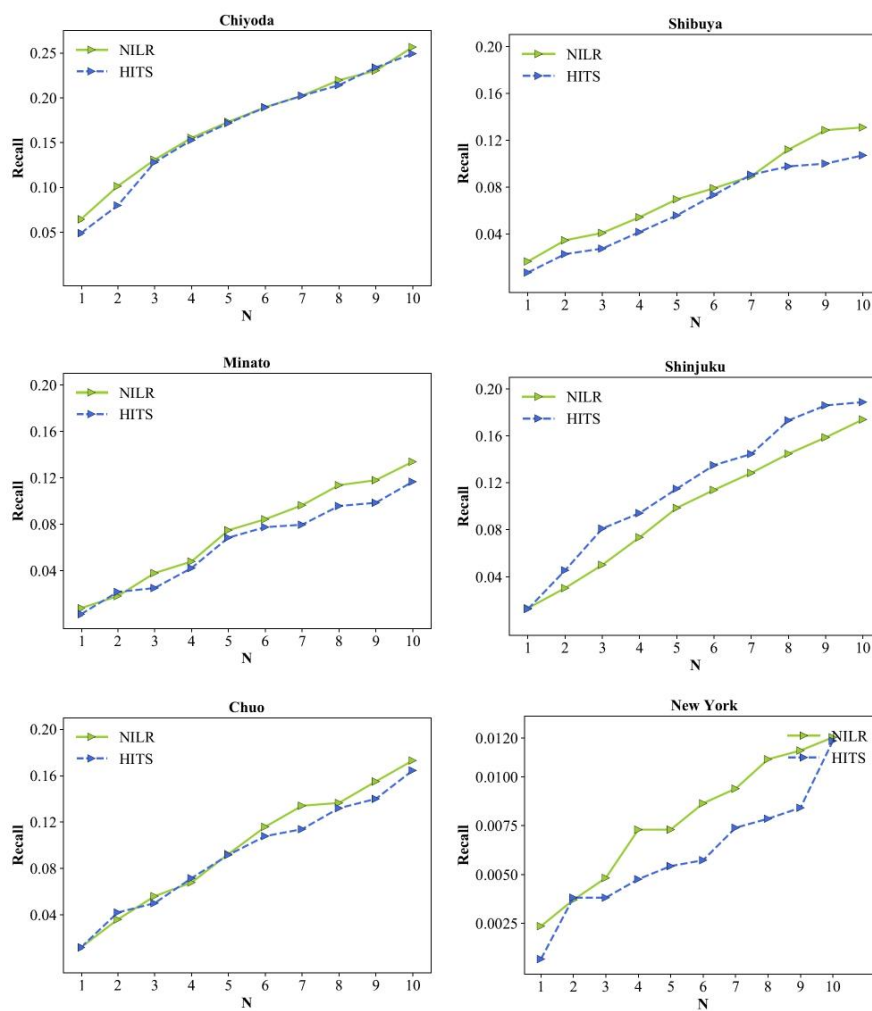 Chiyoda
0.25
0.20
0.15
0.10
0.05
Recall
NILR
HITS
1 2 3 4 5 6 7 8 9 10
N
Shibuya
0.20
0.16
0.12
0.08
0.04
Recall
NILR
HITS
1 2 3 4 5 6 7 8 9 10
N
Minato
0.20
0.16
0.12
0.08
0.04
Recall
NILR
HITS
1 2 3 4 5 6 7 8 9 10
N
Shinjuku
0.20
0.16
0.12
0.08
0.04
Recall
NILR
HITS
1 2 3 4 5 6 7 8 9 10
N
Chuo
0.20
0.16
0.12
0.08
0.04
Recall
NILR
HITS
1 2 3 4 5 6 7 8 9 10
N
New York
0.0120
0.0100
0.0075
0.0050
0.0025
Recall
NILR
HITS
1 2 3 4 5 6 7 8 9 10
N